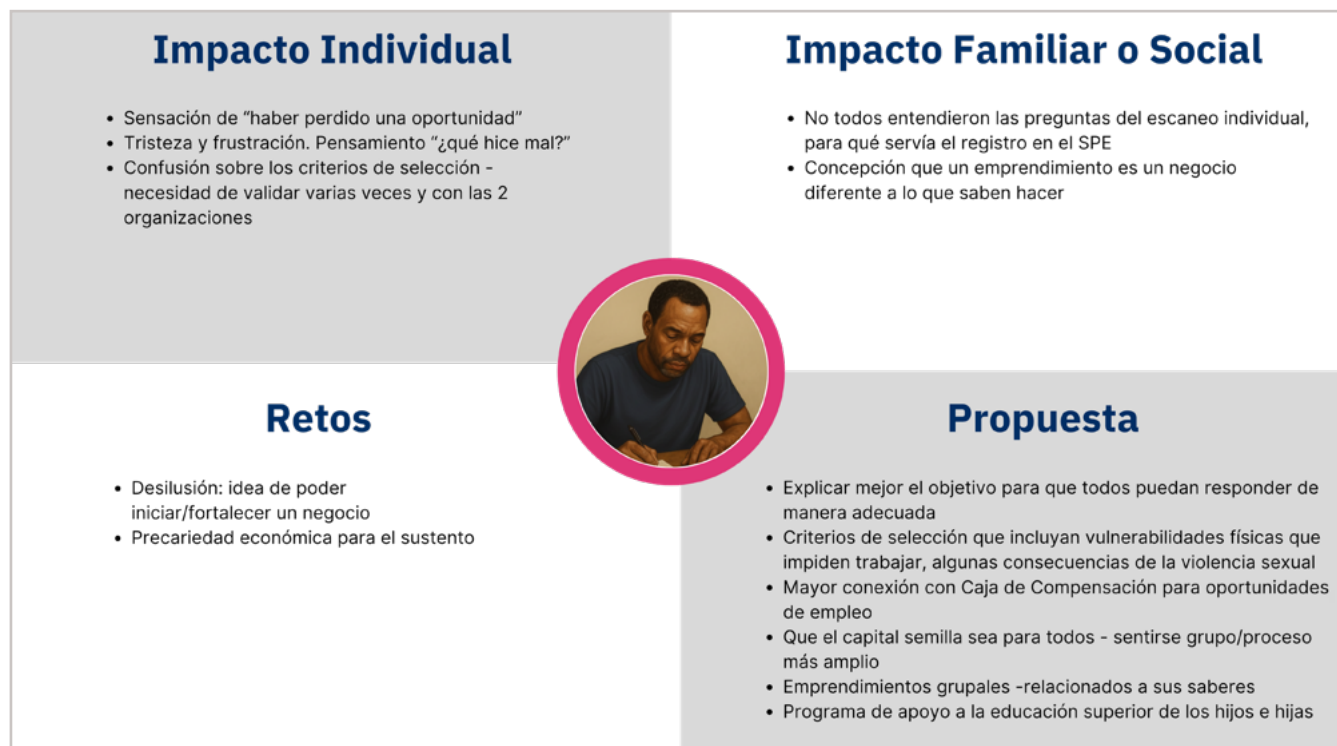 Impacto Individual
• Sensación de “haber perdido una oportunidad”
• Tristeza y frustración. Pensamiento “¿qué hice mal?”
• Confusión sobre los criterios de selección -
necesidad de validar varias veces y con las 2
organizaciones
Impacto Familiar o Social
• No todos entendieron las preguntas del escaneo individual,
para qué servía el registro en el SPE
• Concepción que un emprendimiento es un negocio
diferente a lo que saben hacer
Retos
• Desilusión: idea de poder
iniciar/fortalecer un negocio
• Precariedad económica para el sustento
Propuesta
• Explicar mejor el objetivo para que todos puedan responder de
manera adecuada
• Criterios de selección que incluyan vulnerabilidades físicas que
impiden trabajar, algunas consecuencias de la violencia sexual
• Mayor conexión con Caja de Compensación para oportunidades
de empleo
• Que el capital semilla sea para todos - sentirse grupo/proceso
más amplio
• Emprendimientos grupales -relacionados a sus saberes
• Programa de apoyo a la educación superior de los hijos e hijas